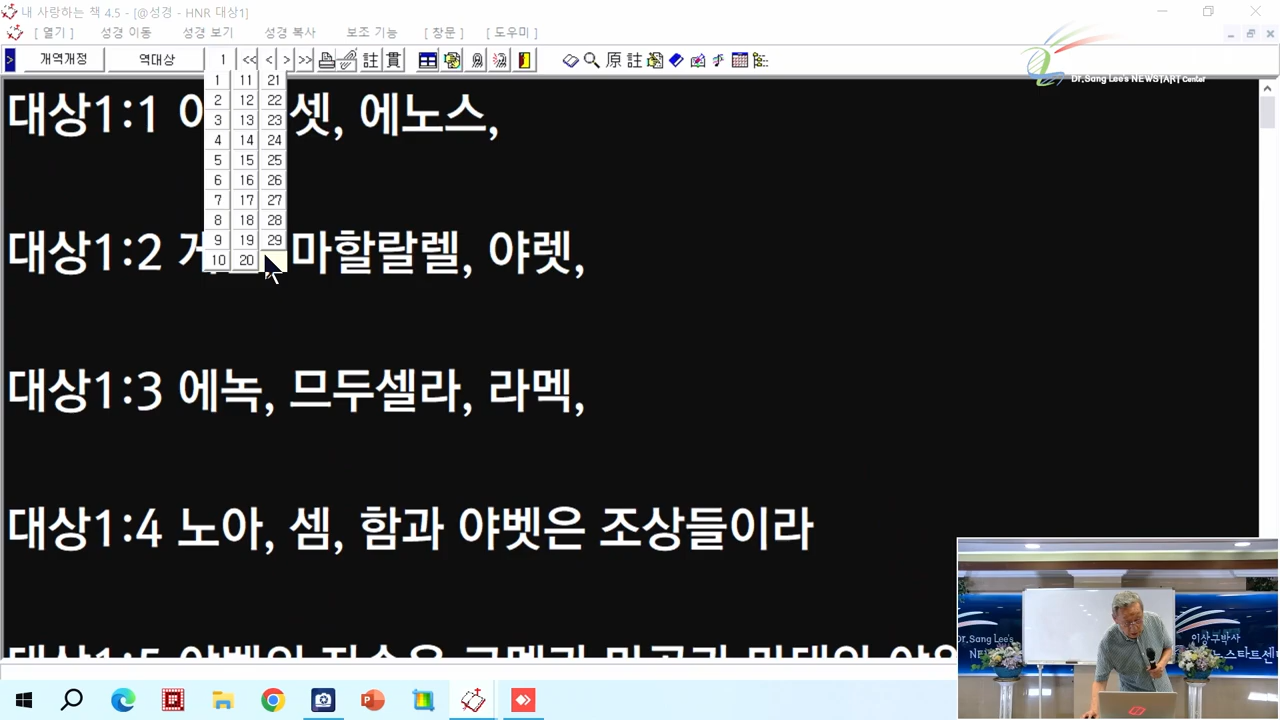 내 사랑하는 책 4.5 - [@성경 - HNR 대상1]
[ 열기 ] 성경 이동 성경 보기 성경 복사 보조 기능 [ 창문 ] [ 도우미 ]
> 개역개정 역대상 1 << < > >> 註 貫 原 註
Dr.Sang Lee's NEWSTART Center
1 11 21
2 12 22
3 13 23
4 14 24
5 15 25
6 16 26
7 17 27
8 18 28
9 19 29
10 20
대상1:1 셋, 에노스,
대상1:2 마할랄렐, 야렛,
대상1:3 에녹, 므두셀라, 라멕,
대상1:4 노아, 셈, 함과 야벳은 조상들이라
Dr. Sang Lee's
이상구박사